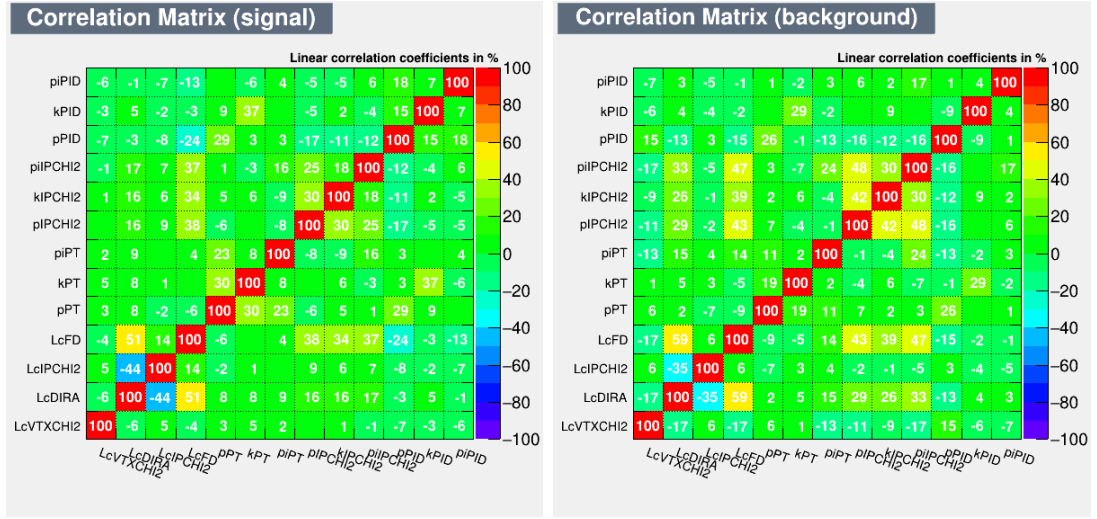 Correlation Matrix (signal)
Linear correlation coefficients in %
piPID -6 -1 -7 -13 -6 4 -5 -5 6 18 7 100
kPID -3 5 -2 -3 9 37 -5 2 -4 15 100 7
pPID -7 -3 -8 -24 29 3 3 -17 -11 -12 100 15 18
piIPCHI2 -1 17 7 37 1 -3 16 25 18 100 -12 -4 6
kIPCHI2 1 16 6 34 5 6 -9 30 100 18 -11 2 -5
pIPCHI2 16 9 38 -6 -8 100 30 25 -17 -5 -5
piPT 2 9 4 23 8 100 -8 -9 16 3 4
kPT 5 8 1 30 100 8 6 -3 3 37 -6
pPT 3 8 -2 -6 100 30 23 -6 5 1 29 9
LcFD -4 51 14 100 -6 4 38 34 37 -24 -3 -13
LcIPCHI2 5 -44 100 14 -2 1 9 6 7 -8 -2 -7
LcDIRA -6 100 -44 51 8 8 9 16 16 17 -3 5 -1
LcVTXCHI2 100 -6 5 -4 3 5 2 1 -1 -7 -3 -6
LcVTXCHI2 LcDIRA LcIPCHI2 LcFD pPT kPT piPT pIPCHI2 kIPCHI2 piIPCHI2 pPID kPID piPID
100
80
60
40
20
0
−20
−40
−60
−80
−100
Correlation Matrix (background)
Linear correlation coefficients in %
piPID -7 3 -5 -1 1 -2 3 6 2 17 1 4 100
kPID -6 4 -4 -2 29 -2 9 -9 100 4
pPID 15 -13 3 -15 26 -1 -13 -16 -12 -16 100 -9 1
piIPCHI2 -17 33 -5 47 3 -7 24 48 30 100 -16 17
kIPCHI2 -9 26 -1 39 2 6 -4 42 100 30 -12 9 2
pIPCHI2 -11 29 -2 43 7 -4 -1 100 42 48 -16 6
piPT -13 15 4 14 11 2 100 -1 -4 24 -13 -2 3
kPT 1 5 3 -5 19 100 2 -4 6 -7 -1 29 -2
pPT 6 2 -7 -9 100 19 11 7 2 3 26 1
LcFD -17 59 6 100 -9 -5 14 43 39 47 -15 -2 -1
LcIPCHI2 6 -35 100 6 -7 3 4 -2 -1 -5 3 -4 -5
LcDIRA -17 100 -35 59 2 5 15 29 26 33 -13 4 3
LcVTXCHI2 100 -17 6 -17 6 1 -13 -11 -9 -17 15 -6 -7
LcVTXCHI2 LcDIRA LcIPCHI2 LcFD pPT kPT piPT pIPCHI2 kIPCHI2 piIPCHI2 pPID kPID piPID
100
80
60
40
20
0
−20
−40
−60
−80
−100